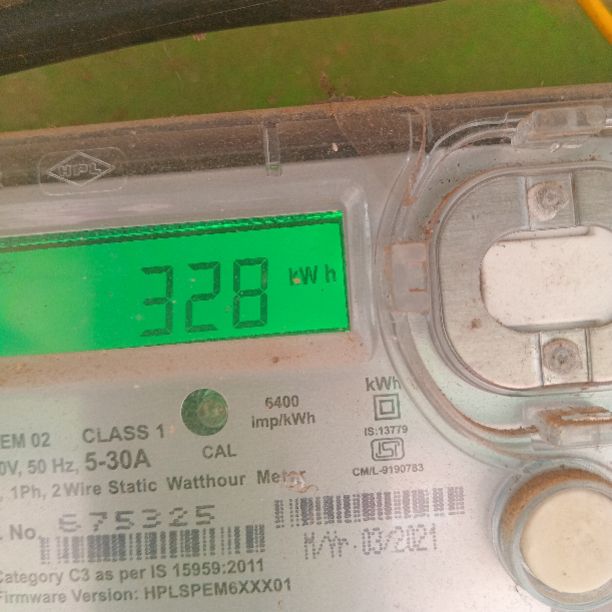 HPL
328 kWh
6400
imp/kWh
kWh
IS:13779
CM/L-9190783
EM 02 CLASS 1
CAL
0V, 50 Hz, 5-30A
, 1Ph, 2 Wire Static Watthour Meter
. No. 675325
M/Yr. 03/2021
Category C3 as per IS 15959:2011
Firmware Version: HPLSPEM6XXX01